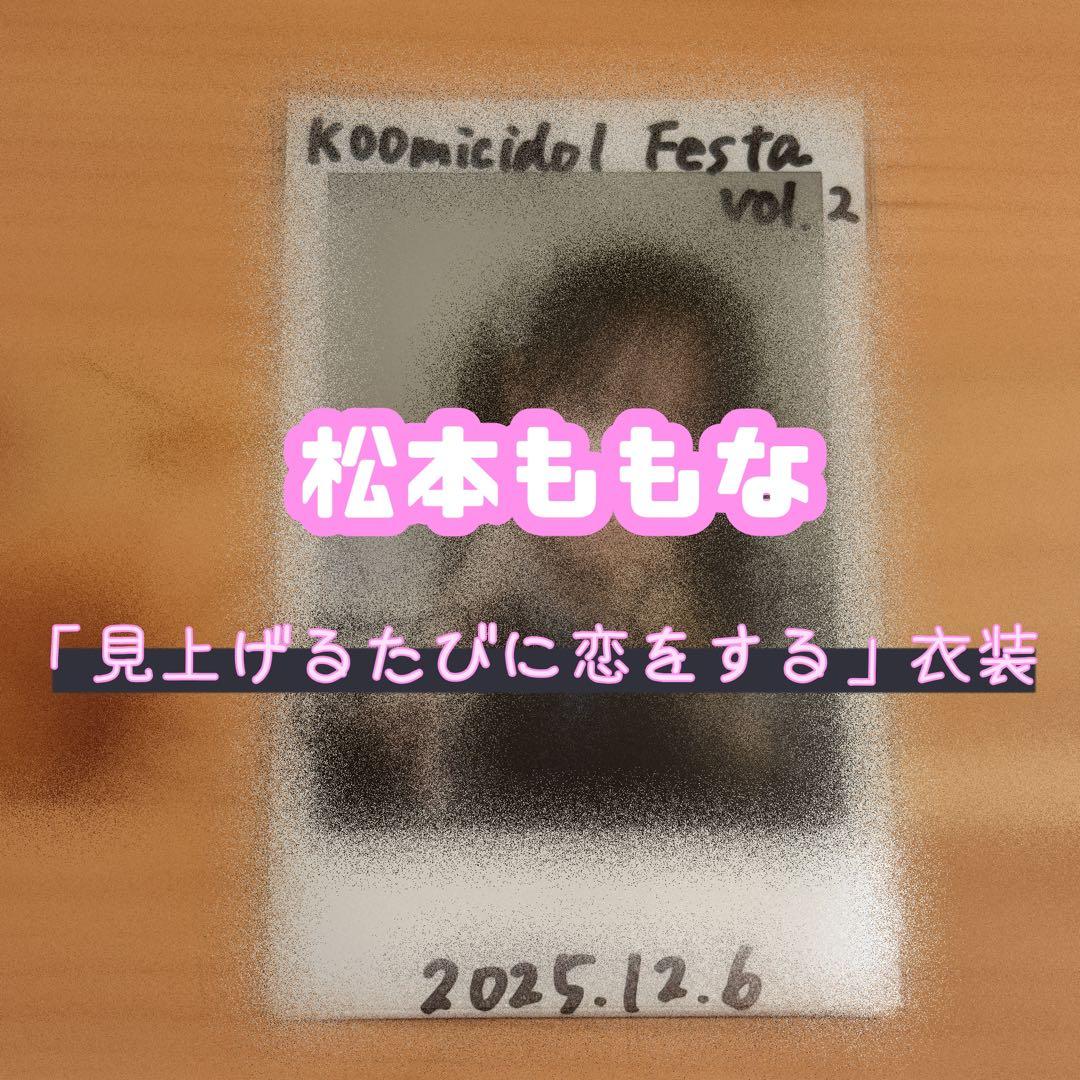 Koomicidol Festa
vol.2
松本ももな
「見上げるたびに恋をする」衣装
2025.12.6